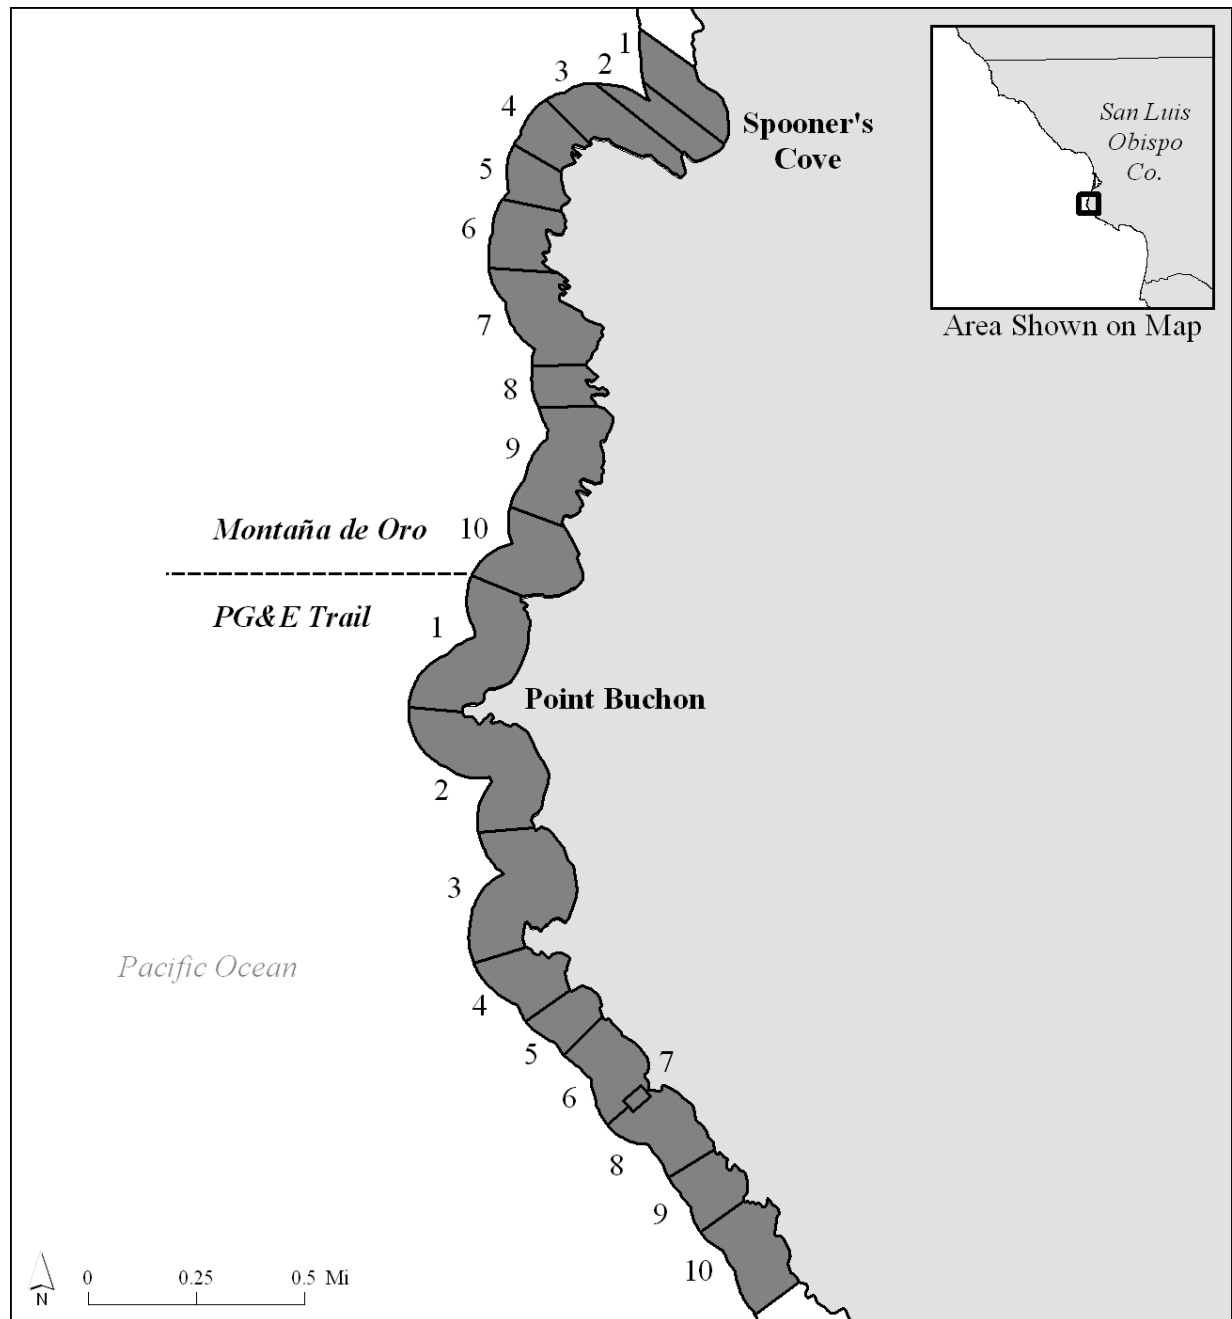 1
2
3
4
Spooner's
Cove
5
6
7
8
9
10
Montaña de Oro
PG&E Trail
1
Point Buchon
2
3
Pacific Ocean
4
5
7
6
8
9
10
San Luis
Obispo
Co.
Area Shown on Map
0 0.25 0.5 Mi
N